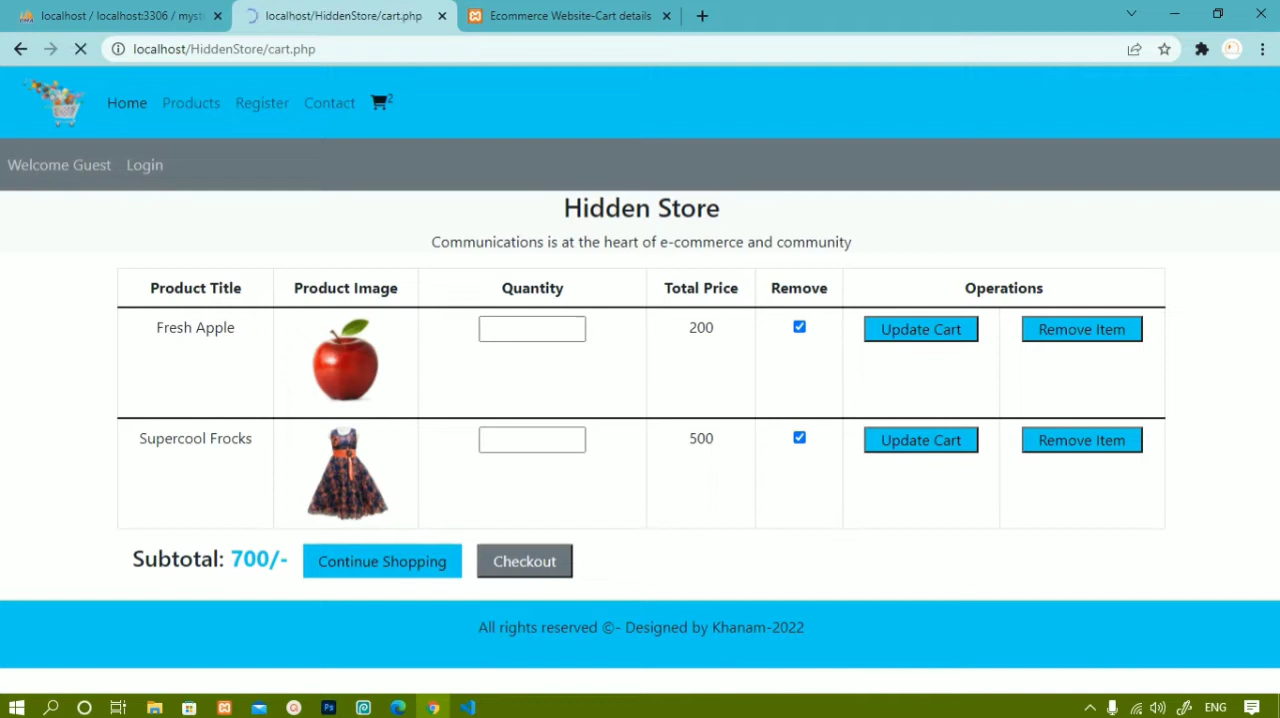 localhost / localhost:3306 / myst
localhost/HiddenStore/cart.php
Ecommerce Website-Cart details
localhost/HiddenStore/cart.php
Home Products Register Contact 2
Welcome Guest Login
Hidden Store
Communications is at the heart of e-commerce and community
Product Title Product Image Quantity Total Price Remove Operations
Fresh Apple 200 Update Cart Remove Item
Supercool Frocks 500 Update Cart Remove Item
Subtotal: 700/- Continue Shopping Checkout
All rights reserved ©- Designed by Khanam-2022
ENG